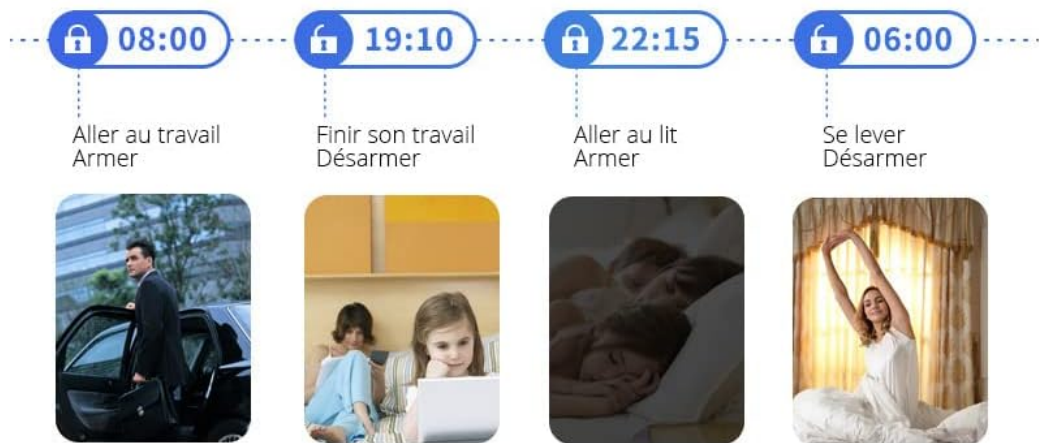 08:00
19:10
22:15
06:00
Aller au travail
Armer
Finir son travail
Désarmer
Aller au lit
Armer
Se lever
Désarmer